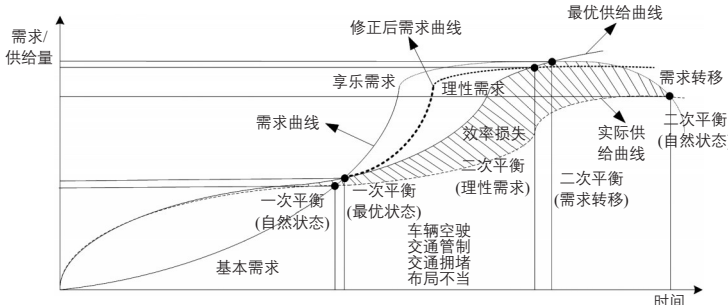 需求/
供给量
最优供给曲线
修正后需求曲线
享乐需求
理性需求
需求转移
需求曲线
效率损失
实际供
给曲线
二次平衡
(自然状态)
二次平衡
(理性需求)
二次平衡
(需求转移)
一次平衡
(自然状态)
一次平衡
(最优状态)
车辆空驶
交通管制
交通拥堵
布局不当
基本需求
时间